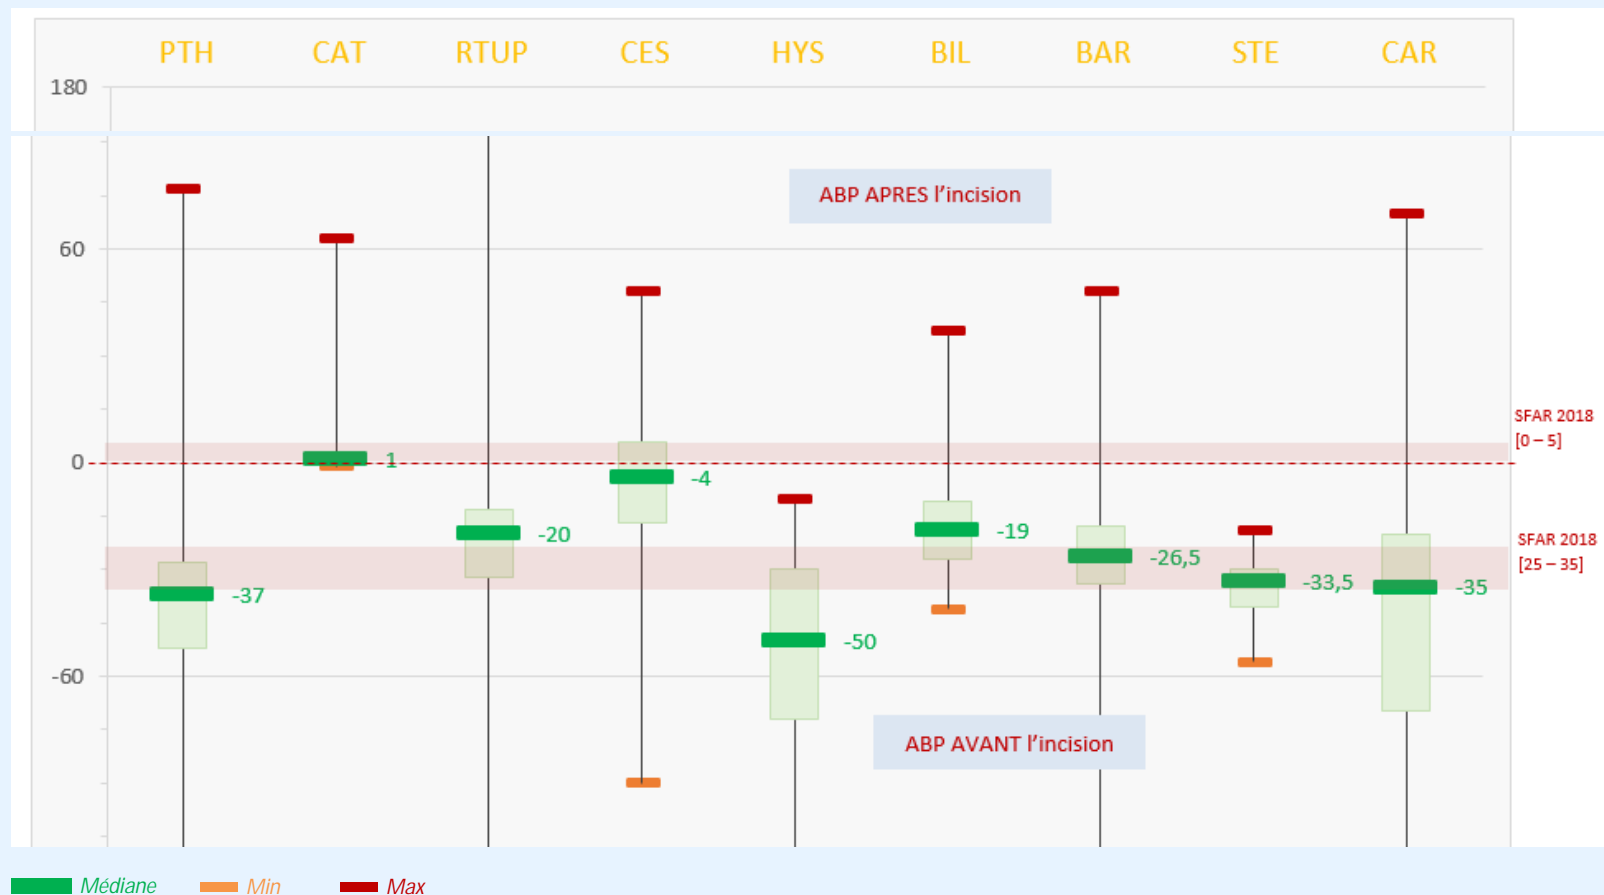 PTH CAT RTUP CES HYS BIL BAR STE CAR
180
ABP APRES l'incision
60
SFAR 2018
[0 – 5]
0
1
-4
-20
-19
SFAR 2018
[25 – 35]
-26,5
-33,5
-35
-37
-50
-60
ABP AVANT l'incision
Médiane Min Max